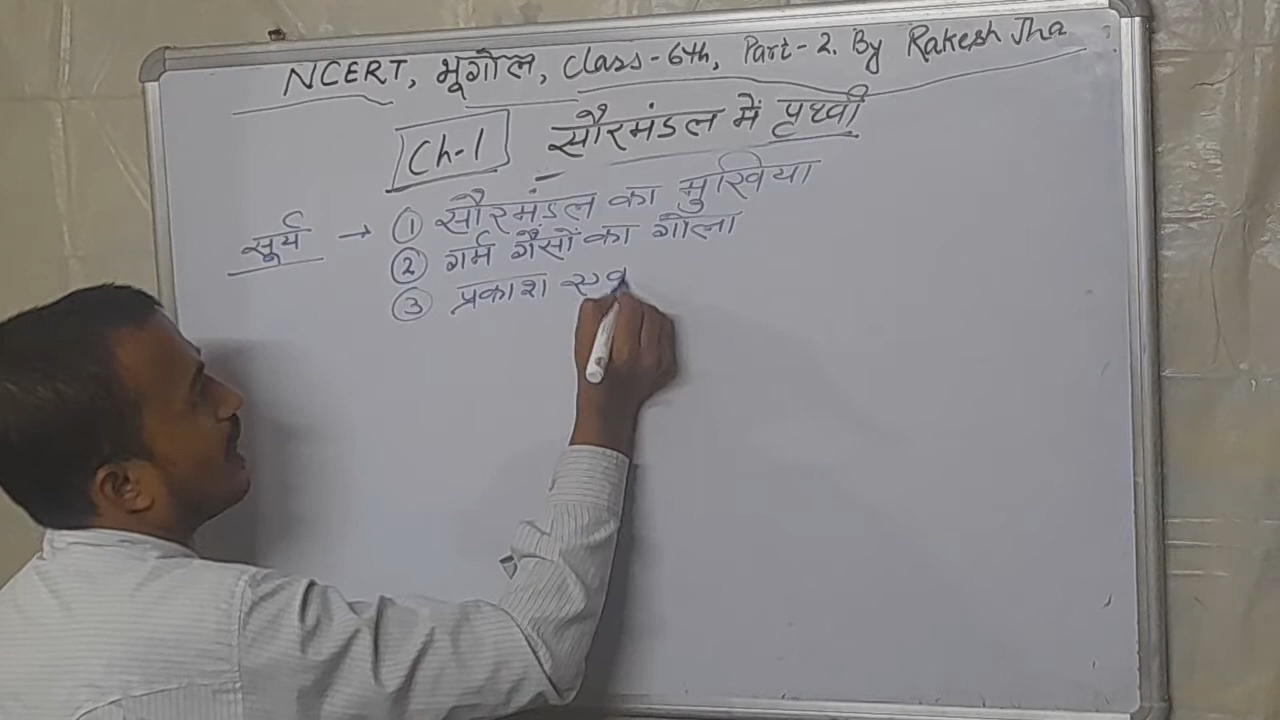 NCERT, भूगोल, Class-6th, Part-2. By Rakesh Jha
Ch-1 सौरमंडल में पृथ्वी
सूर्य → ① सौरमंडल का मुखिया
② गर्म गैसों का गोला
③ प्रकाश एव